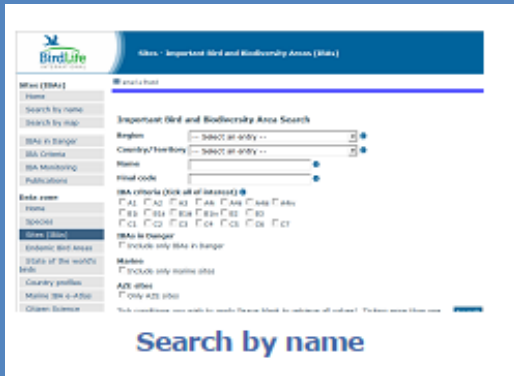 BirdLife
INTERNATIONAL
Sites - Important Bird and Biodiversity Areas (IBAs)
Sites (IBAs)
Home
Search by name
Search by map
IBAs in Danger
IBA Criteria
IBA Monitoring
Publications
Data zone
Home
Species
Sites (IBAs)
Endemic Bird Areas
State of the world's
birds
Country profiles
Marine IBA e-Atlas
Citizen Science
Email a friend
Important Bird and Biodiversity Area Search
Region -- Select an entry --
Country/Territory -- Select an entry --
Name
Final code
IBA criteria (tick all of interest)
A1 A2 A3 A4i A4ii A4iii A4iv
B1i B1ii B1iii B1iv B2 B3
C1 C2 C3 C4 C5 C6 C7
IBAs in Danger
Include only IBAs in Danger
Marine
Include only marine sites
AZE sites
Only AZE sites
Search by name